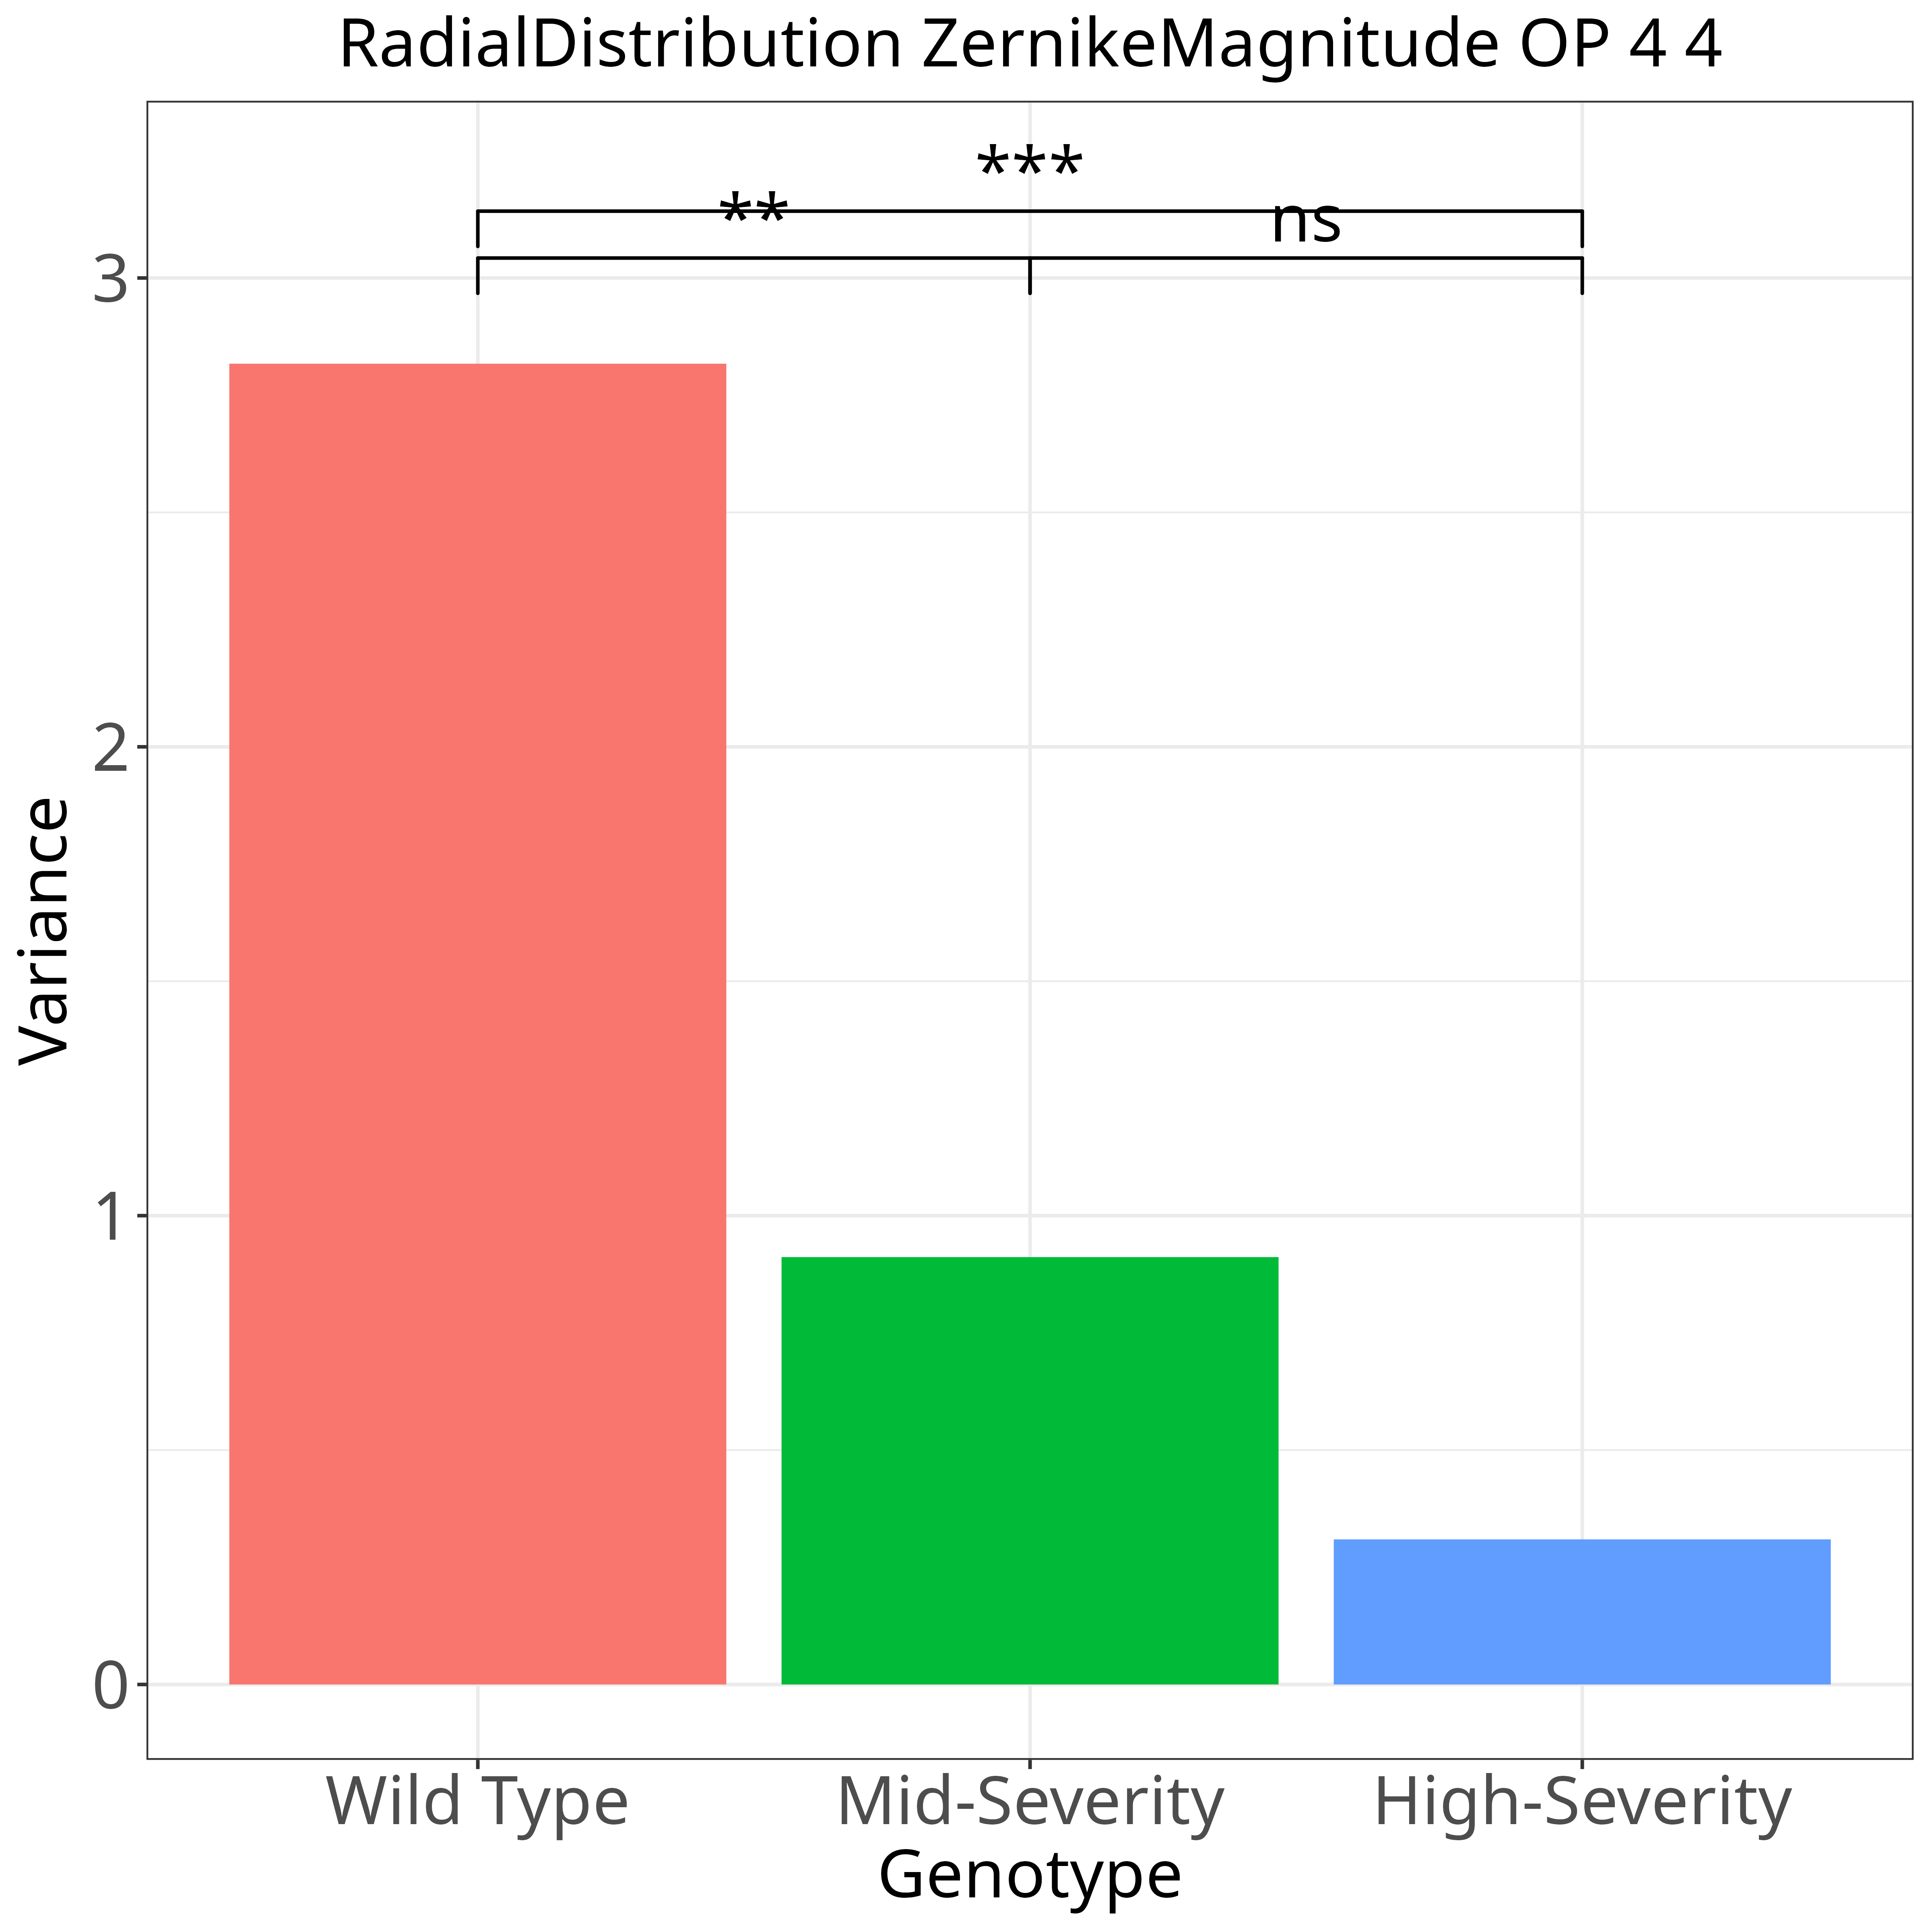 RadialDistribution ZernikeMagnitude OP 4 4
***
**
ns
3
2
1
0
Variance
Wild Type
Mid-Severity
High-Severity
Genotype